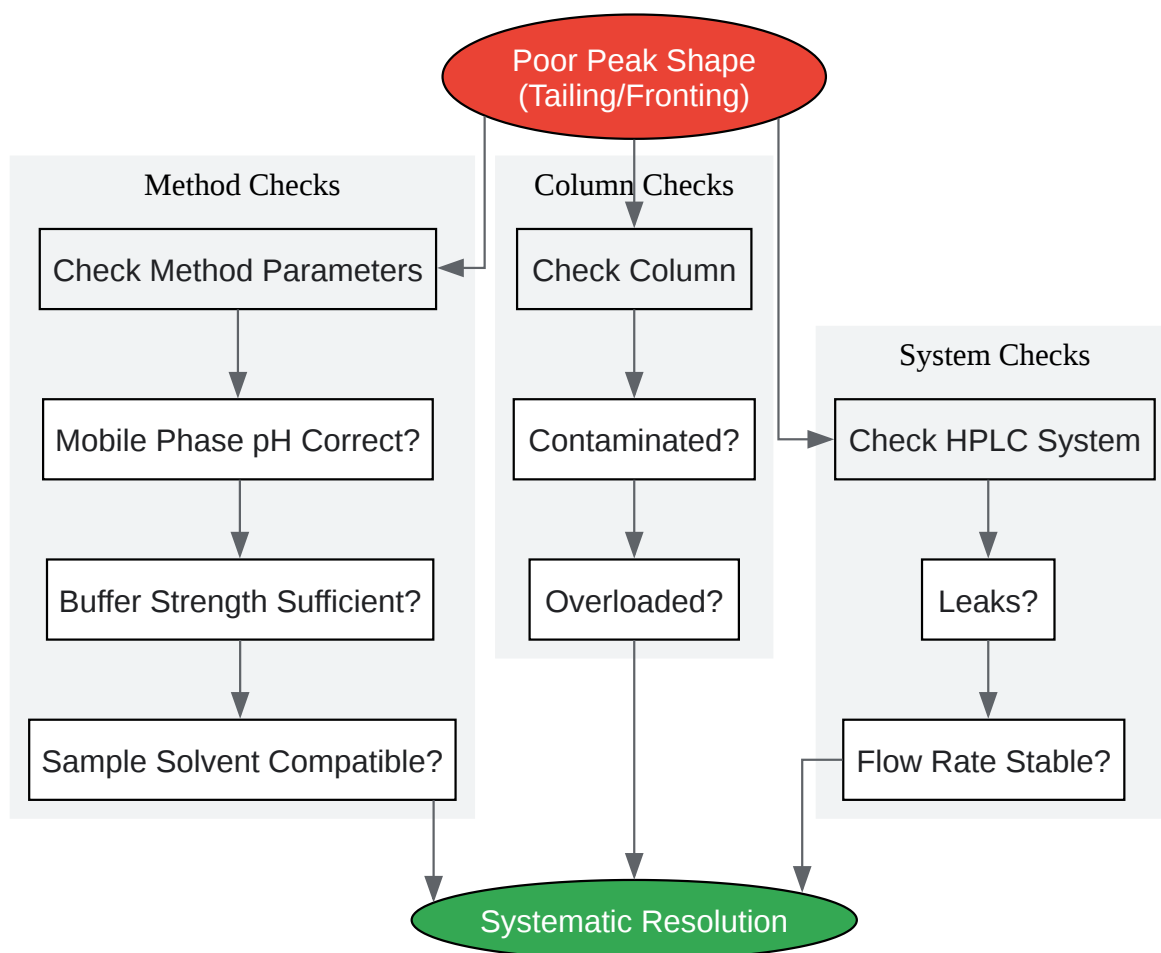 Poor Peak Shape
(Tailing/Fronting)
Method Checks
Check Method Parameters
Mobile Phase pH Correct?
Buffer Strength Sufficient?
Sample Solvent Compatible?
Column Checks
Check Column
Contaminated?
Overloaded?
System Checks
Check HPLC System
Leaks?
Flow Rate Stable?
Systematic Resolution